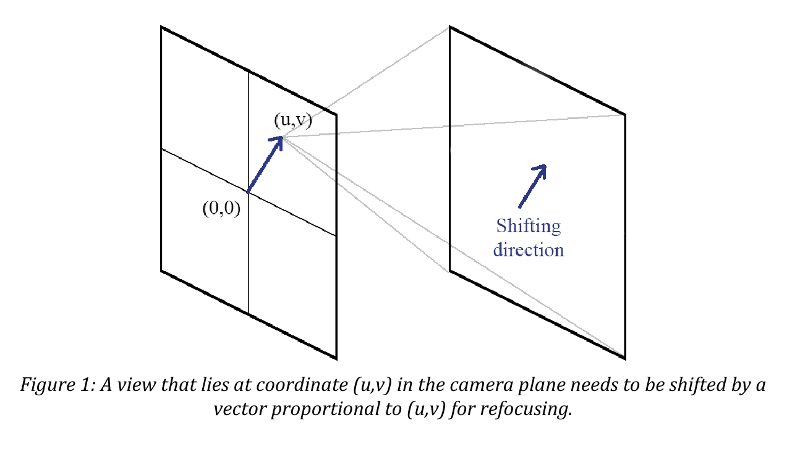 (u,v)
(0,0)
Shifting
direction
Figure 1: A view that lies at coordinate (u,v) in the camera plane needs to be shifted by a
vector proportional to (u,v) for refocusing.